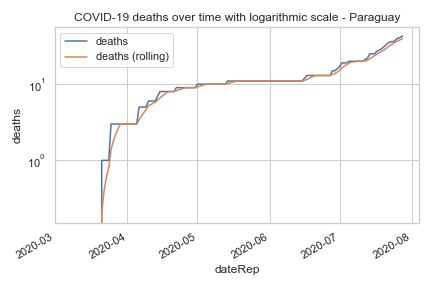 COVID-19 deaths over time with logarithmic scale - Paraguay
deaths
deaths (rolling)
10¹
10⁰
deaths
2020-03
2020-04
2020-05
2020-06
2020-07
2020-08
dateRep